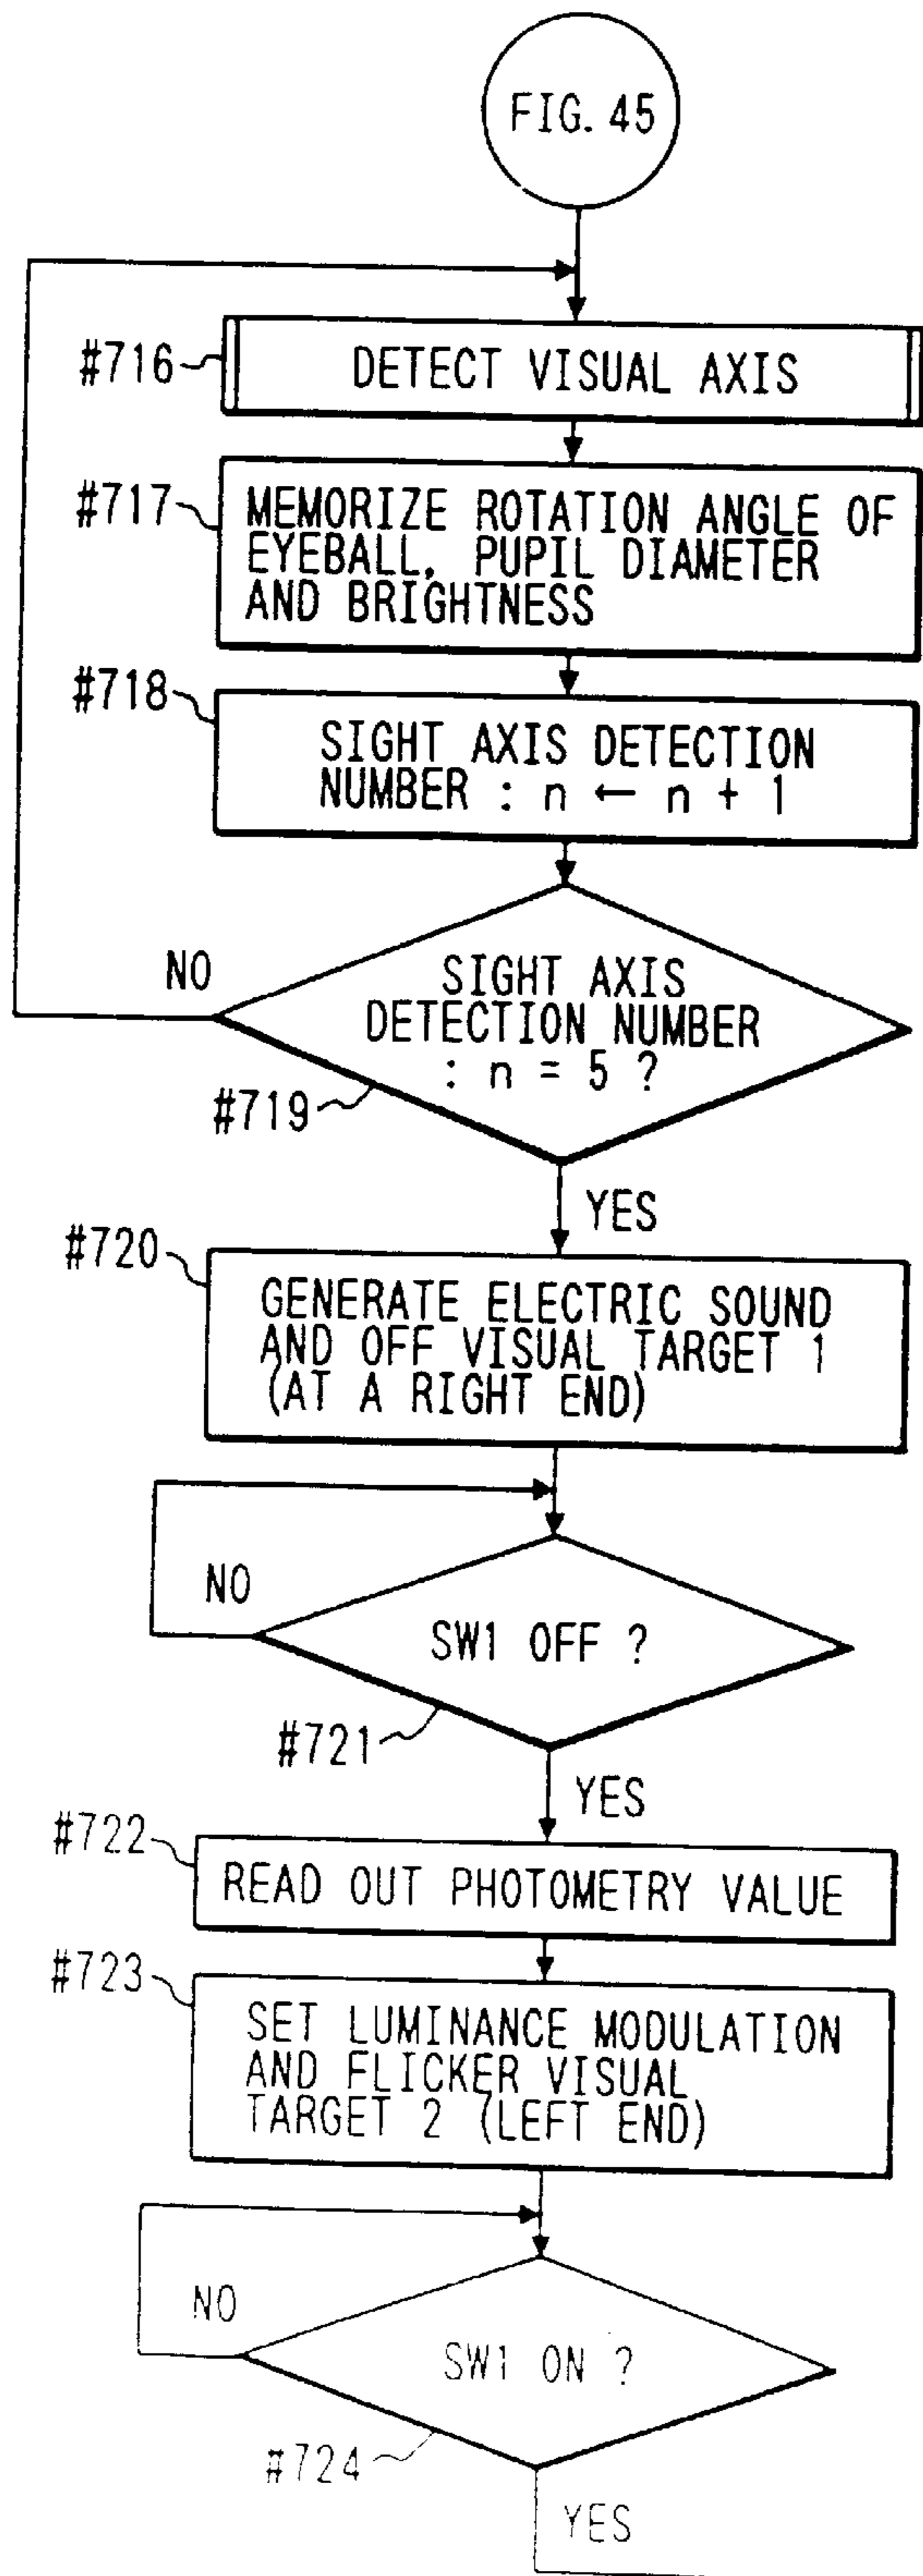 FIG. 45
#716
DETECT VISUAL AXIS
#717
MEMORIZE ROTATION ANGLE OF
EYEBALL, PUPIL DIAMETER
AND BRIGHTNESS
#718
SIGHT AXIS DETECTION
NUMBER : n ← n + 1
NO
SIGHT AXIS
DETECTION NUMBER
: n = 5 ?
#719
YES
#720
GENERATE ELECTRIC SOUND
AND OFF VISUAL TARGET 1
(AT A RIGHT END)
NO
SW1 OFF ?
#721
YES
#722
READ OUT PHOTOMETRY VALUE
#723
SET LUMINANCE MODULATION
AND FLICKER VISUAL
TARGET 2 (LEFT END)
NO
SW1 ON ?
#724
YES